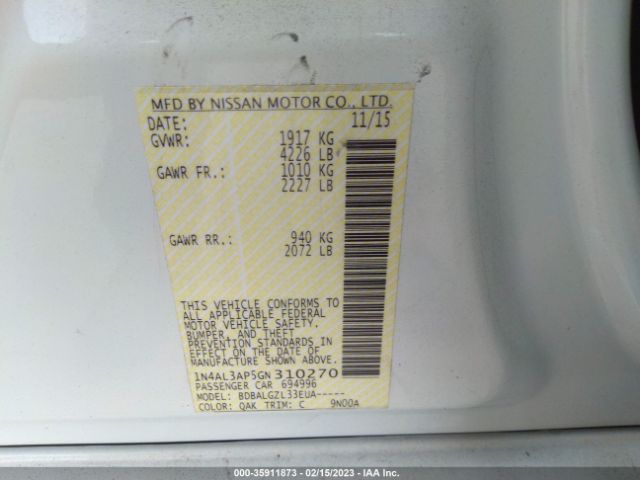 MFD BY NISSAN MOTOR CO., LTD.
DATE: 11/15
GVWR: 1917 KG
4226 LB
GAWR FR.: 1010 KG
2227 LB
GAWR RR.: 940 KG
2072 LB
THIS VEHICLE CONFORMS TO
ALL APPLICABLE FEDERAL
MOTOR VEHICLE SAFETY,
BUMPER, AND THEFT
PREVENTION STANDARDS IN
EFFECT ON THE DATE OF
MANUFACTURE SHOWN ABOVE.
1N4AL3AP5GN310270
PASSENGER CAR 694996
MODEL: BDBALGZL33EUA-----
COLOR: QAK TRIM: C 9N00A
000-35911873 - 02/15/2023 - IAA Inc.